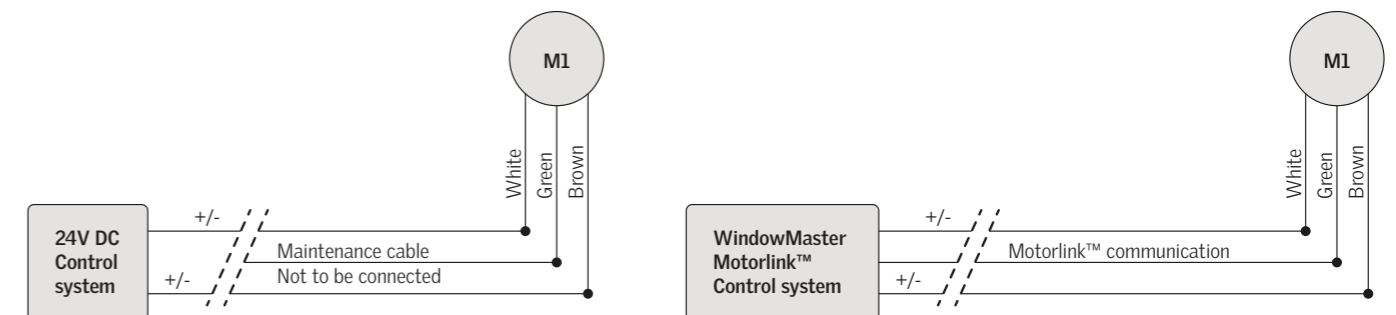 M1
White
Green
Brown
24V DC
Control
system
+/-
Maintenance cable
Not to be connected
+/-
M1
White
Green
Brown
WindowMaster
Motorlink™
Control system
+/-
Motorlink™ communication
+/-